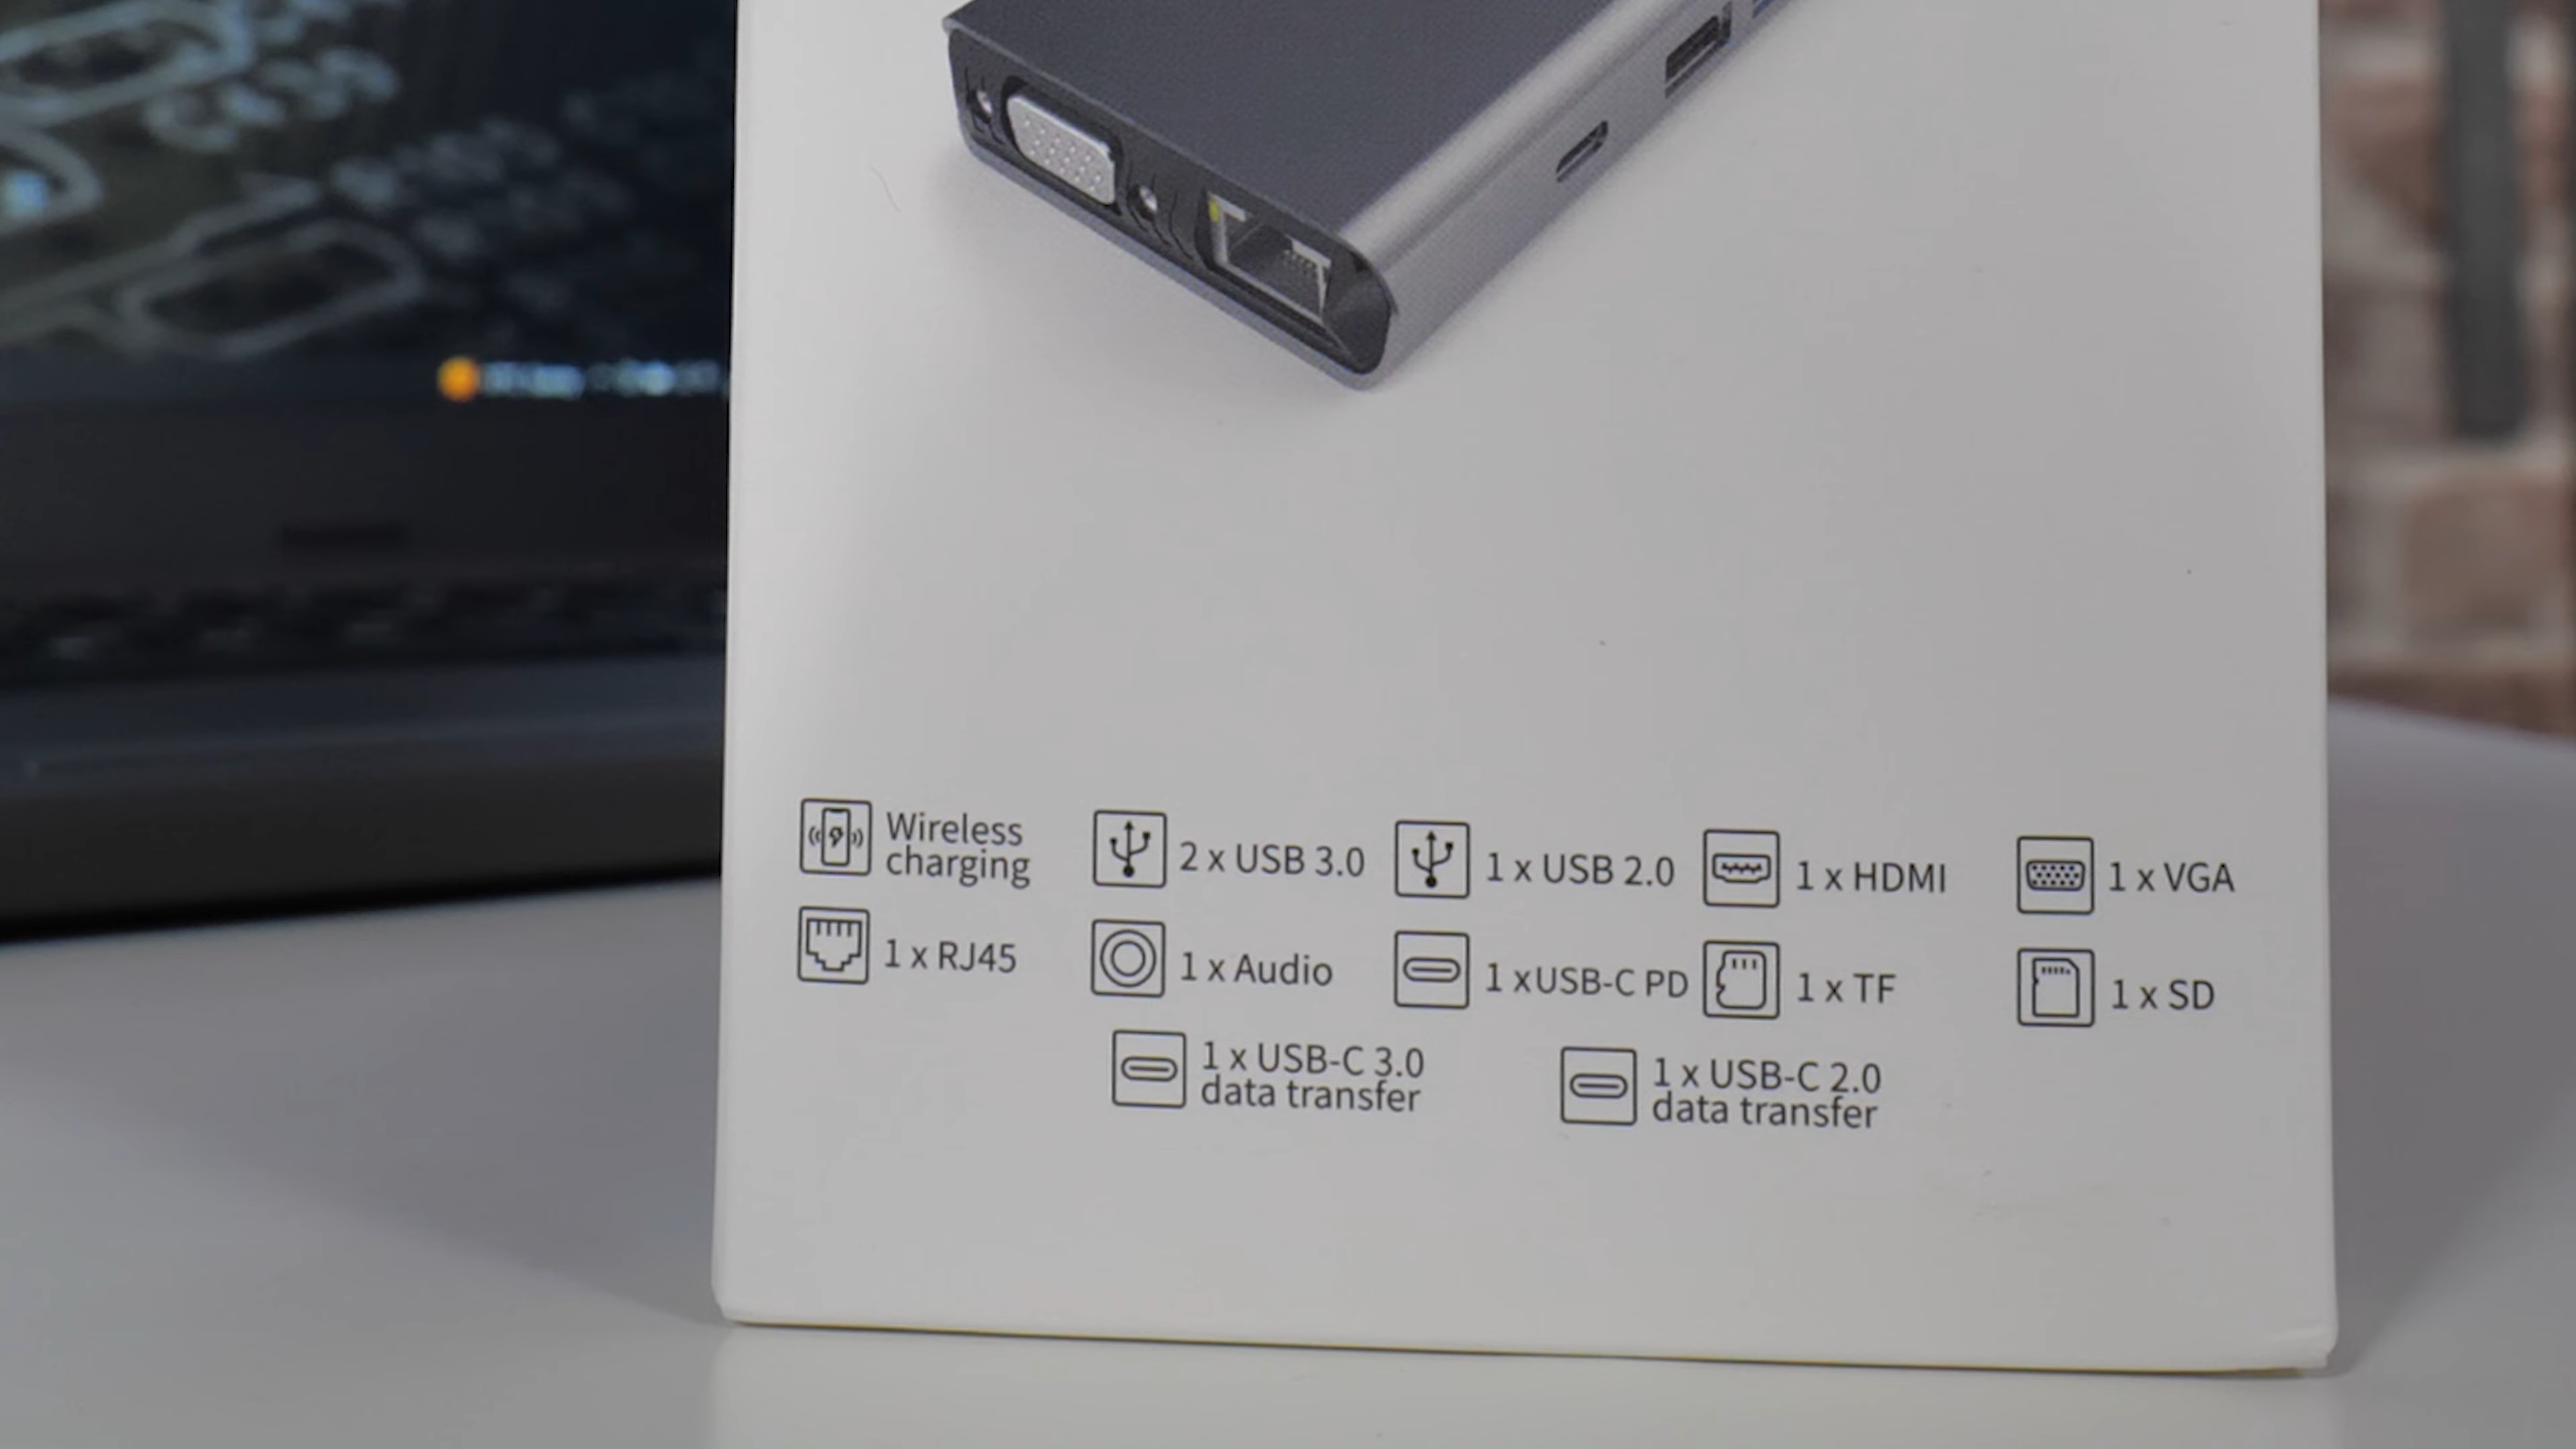 Wireless
charging
2 x USB 3.0
1 x USB 2.0
1 x HDMI
1 x VGA
1 x RJ45
1 x Audio
1 xUSB-C PD
1 x TF
1 x SD
1 x USB-C 3.0
data transfer
1 x USB-C 2.0
data transfer